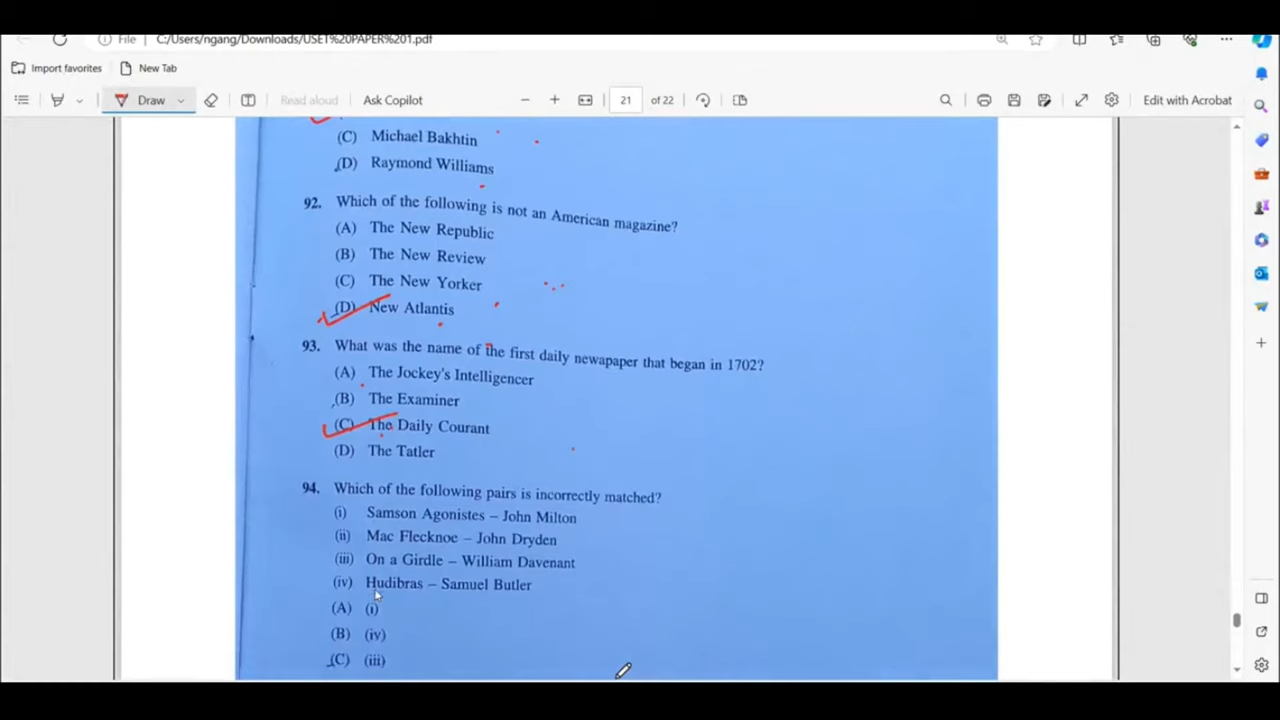 File C:/Users/ngang/Downloads/USET%20PAPER%201.pdf
Import favorites New Tab
Draw Read aloud Ask Copilot 21 of 22 Edit with Acrobat
(C) Michael Bakhtin
(D) Raymond Williams
92. Which of the following is not an American magazine?
(A) The New Republic
(B) The New Review
(C) The New Yorker
(D) New Atlantis
93. What was the name of the first daily newapaper that began in 1702?
(A) The Jockey's Intelligencer
(B) The Examiner
(C) The Daily Courant
(D) The Tatler
94. Which of the following pairs is incorrectly matched?
(i) Samson Agonistes – John Milton
(ii) Mac Flecknoe – John Dryden
(iii) On a Girdle – William Davenant
(iv) Hudibras – Samuel Butler
(A) (i)
(B) (iv)
(C) (iii)